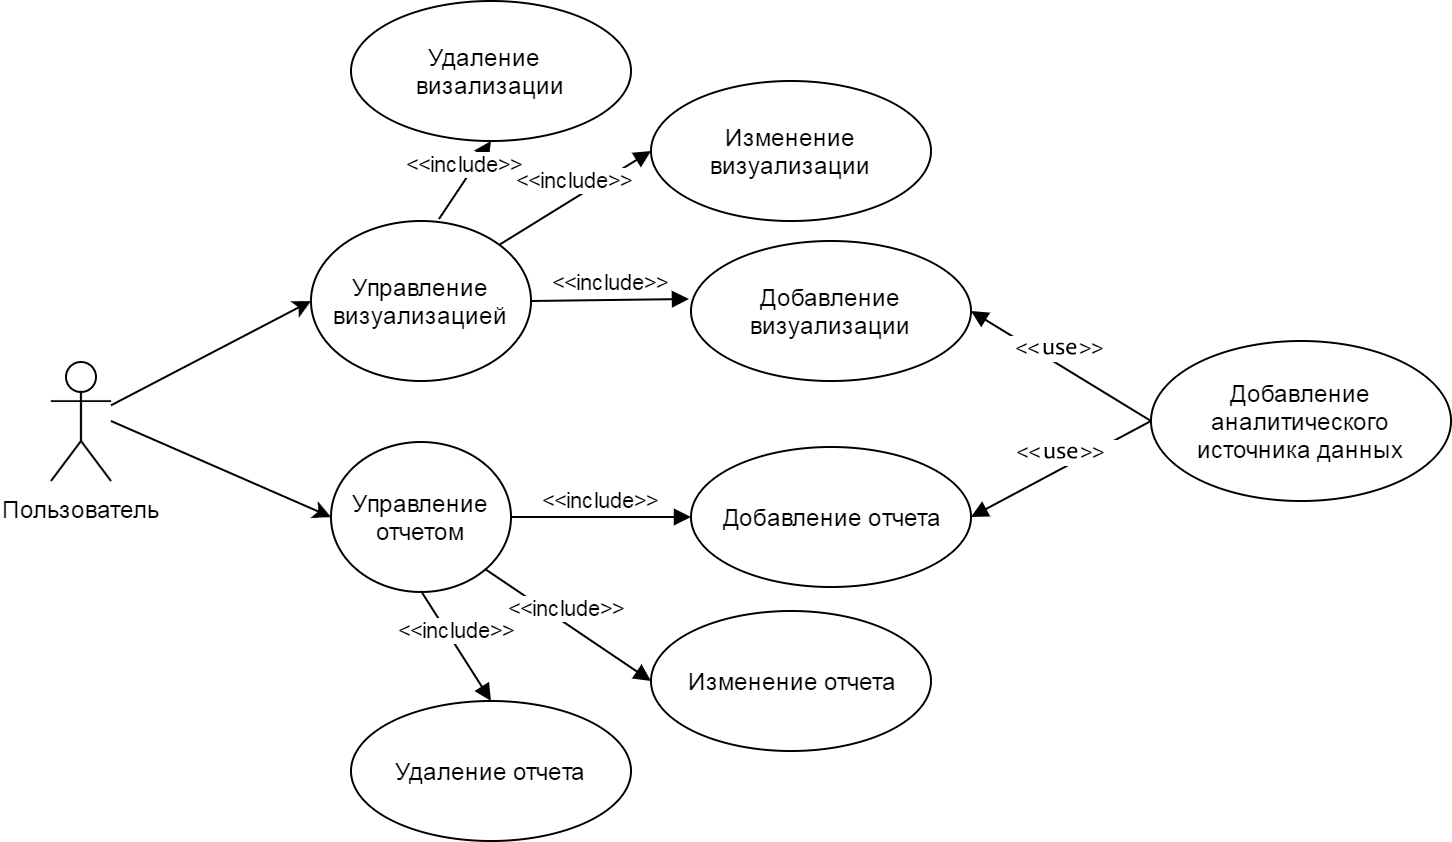 Удаление
визализации
<<include>>
Изменение
визуализации
<<include>>
Управление
визуализацией
<<include>>
Добавление
визуализации
<<use>>
Добавление
аналитического
источника данных
<<use>>
Пользователь
Управление
отчетом
<<include>>
Добавление отчета
<<include>>
<<include>>
Изменение отчета
Удаление отчета